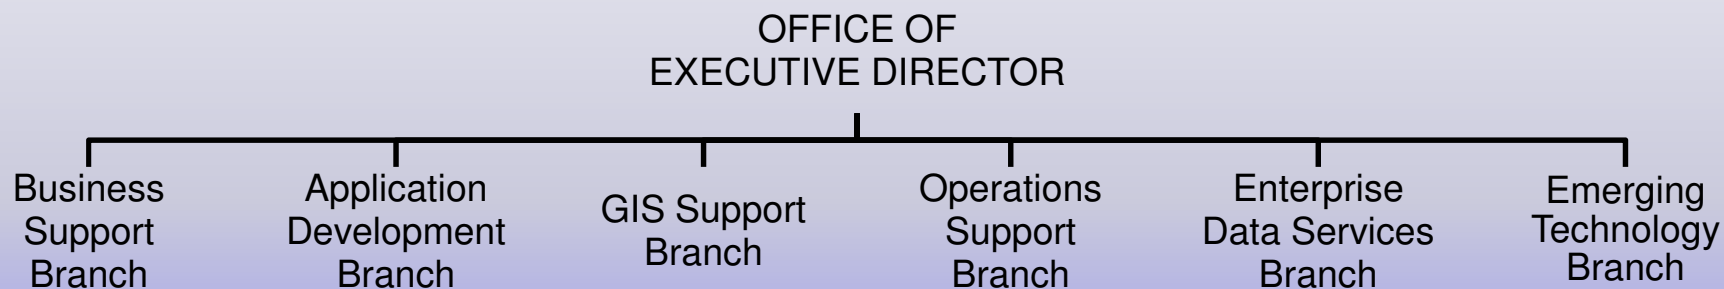 OFFICE OF
EXECUTIVE DIRECTOR
Business
Support
Branch
Application
Development
Branch
GIS Support
Branch
Operations
Support
Branch
Enterprise
Data Services
Branch
Emerging
Technology
Branch